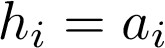 h_i = a_i